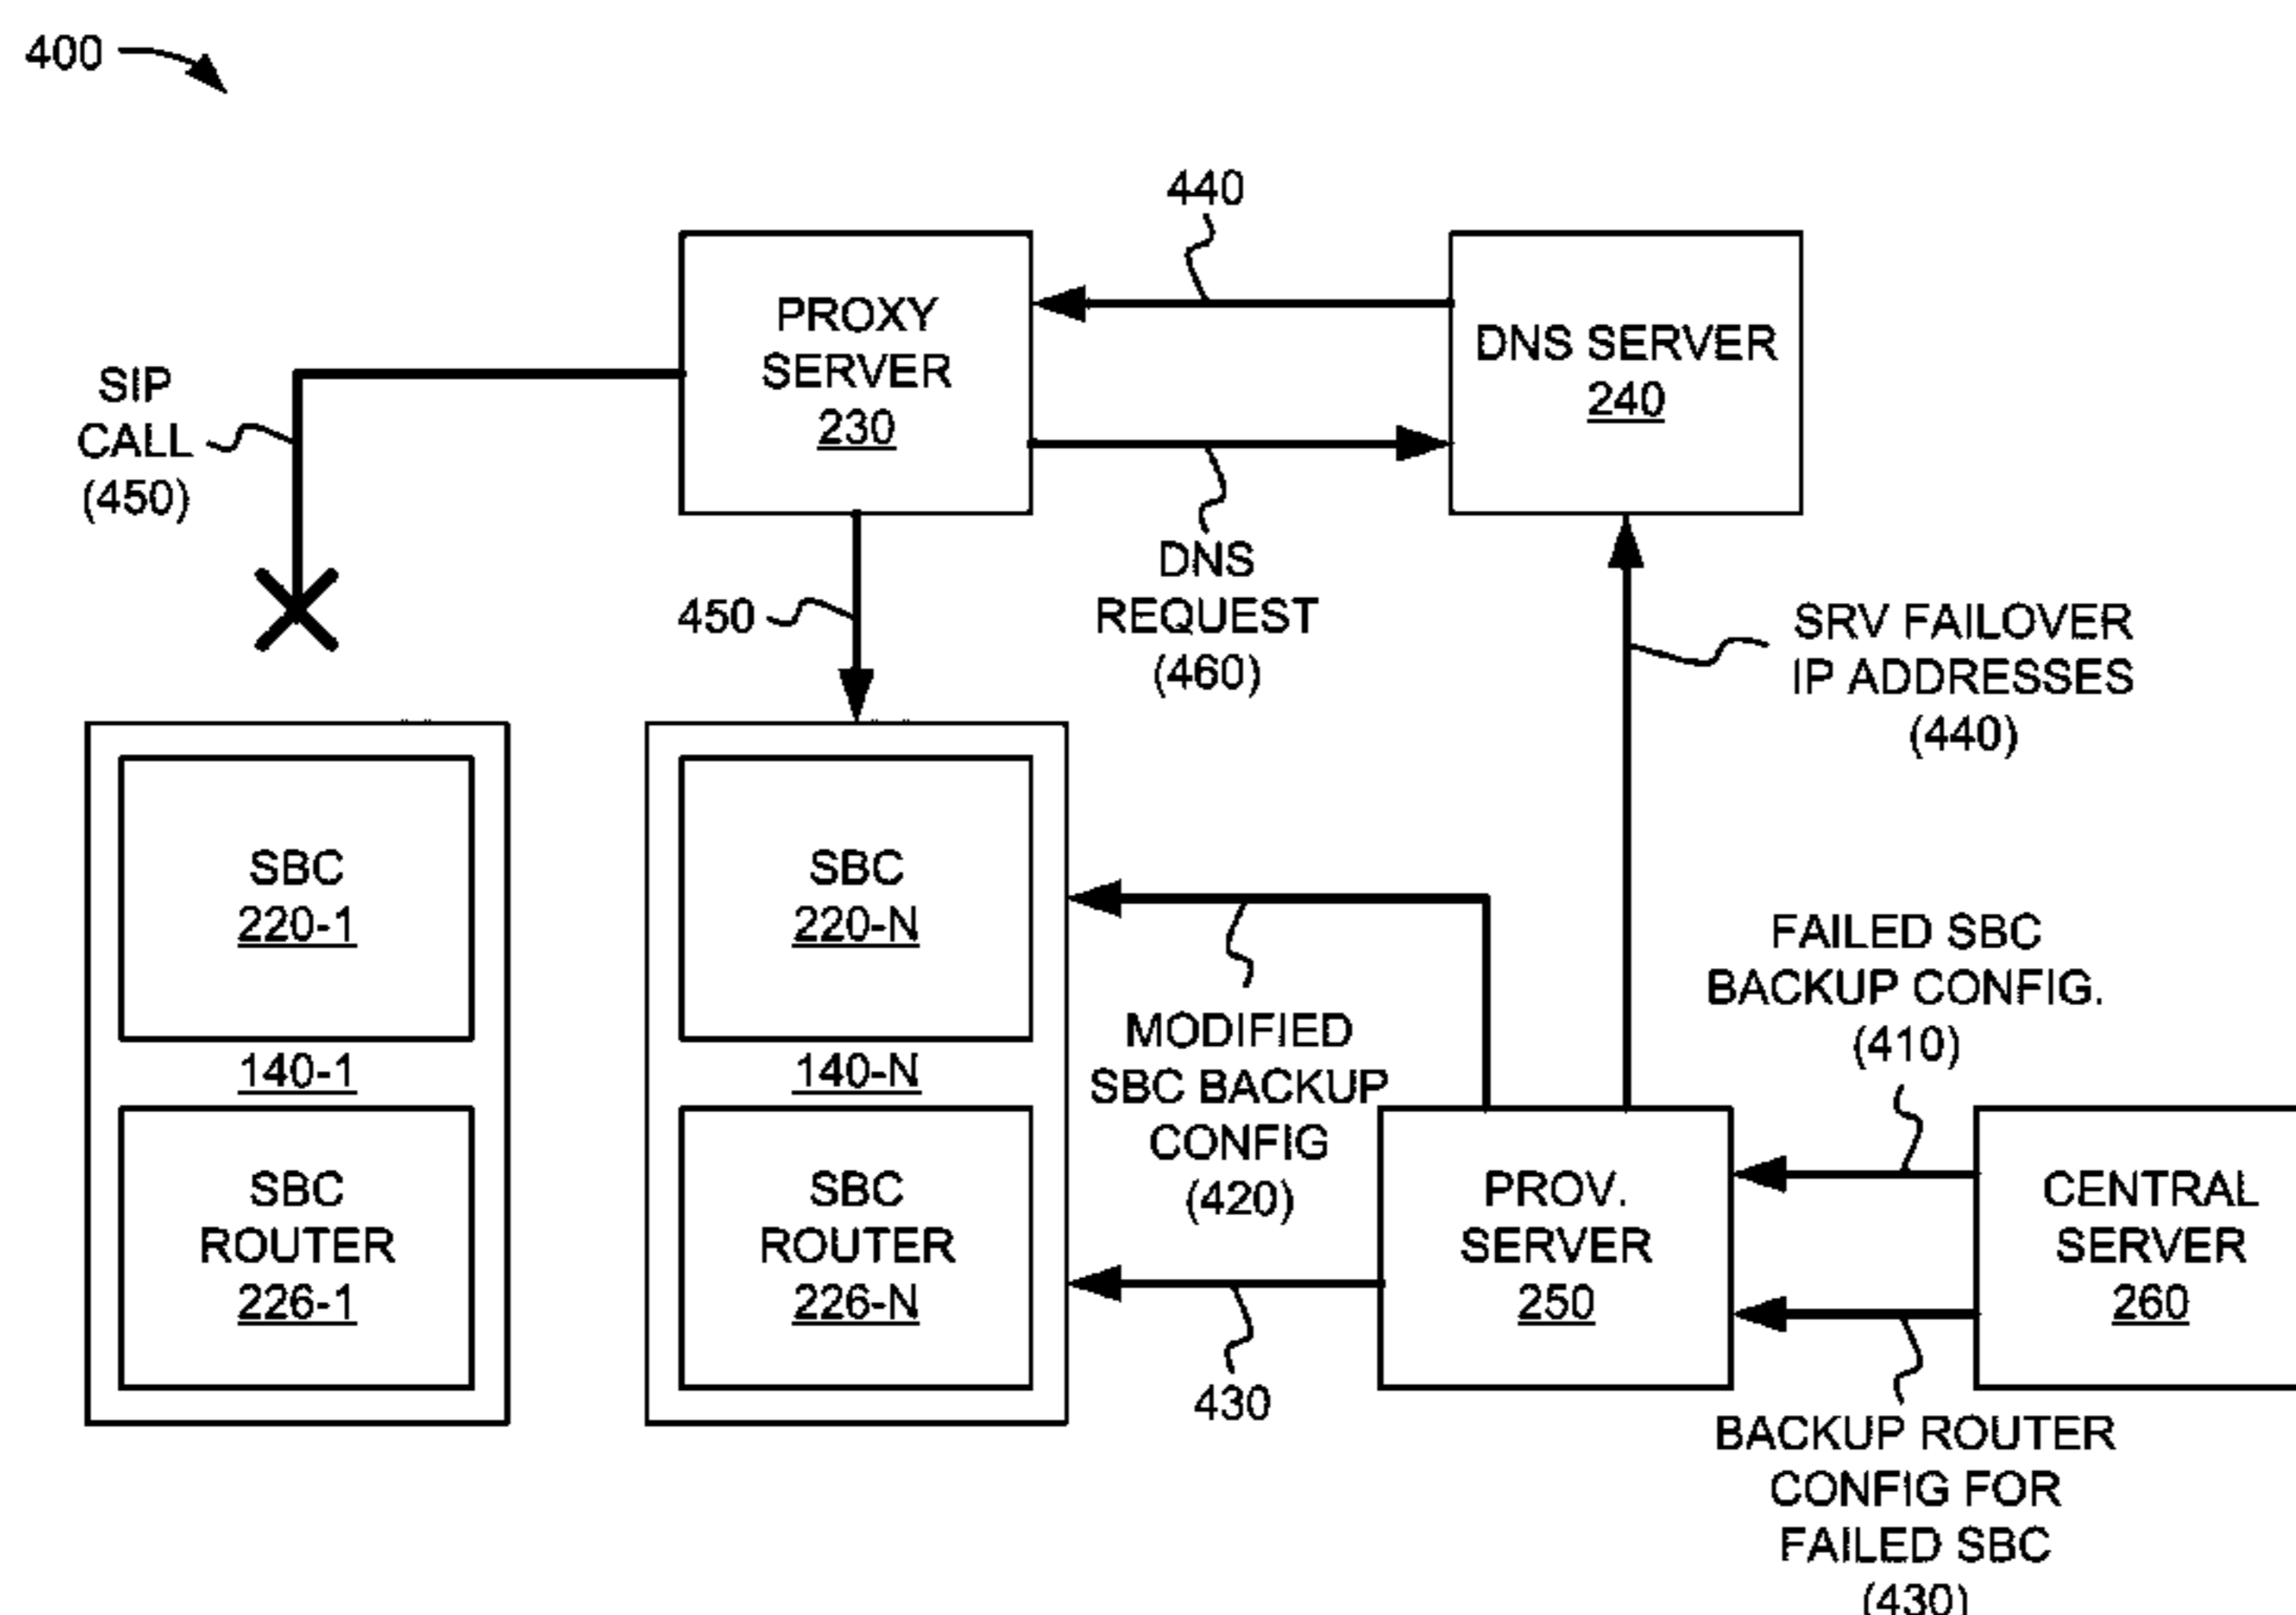 400
440
PROXY
SERVER
230
DNS SERVER
240
SIP
CALL
(450)
DNS
REQUEST
(460)
450
SRV FAILOVER
IP ADDRESSES
(440)
SBC
220-1
140-1
SBC
ROUTER
226-1
SBC
220-N
140-N
SBC
ROUTER
226-N
MODIFIED
SBC BACKUP
CONFIG
(420)
430
FAILED SBC
BACKUP CONFIG.
(410)
PROV.
SERVER
250
CENTRAL
SERVER
260
BACKUP ROUTER
CONFIG FOR
FAILED SBC
(430)